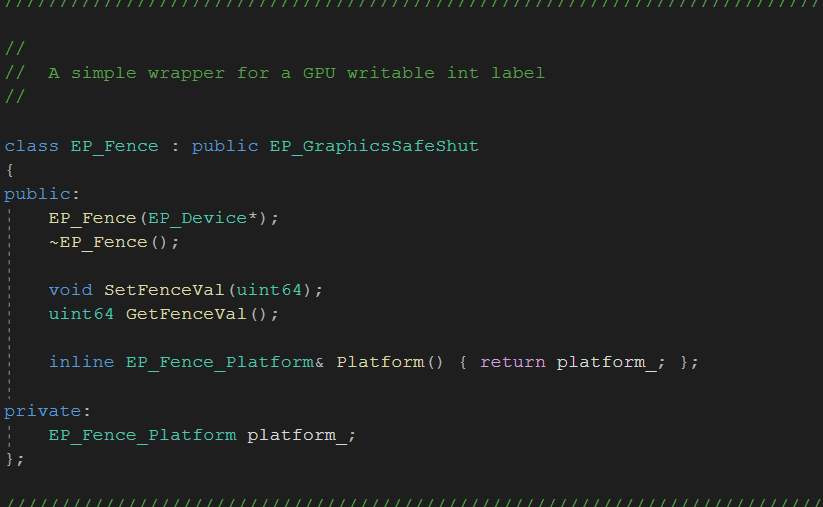 ///////////////////////////////////////////////////////////////////////////
//
//  A simple wrapper for a GPU writable int label
//
class EP_Fence : public EP_GraphicsSafeShut
{
public:
    EP_Fence(EP_Device*);
    ~EP_Fence();
    void SetFenceVal(uint64);
    uint64 GetFenceVal();
    inline EP_Fence_Platform& Platform() { return platform_; };
private:
    EP_Fence_Platform platform_;
};
///////////////////////////////////////////////////////////////////////////